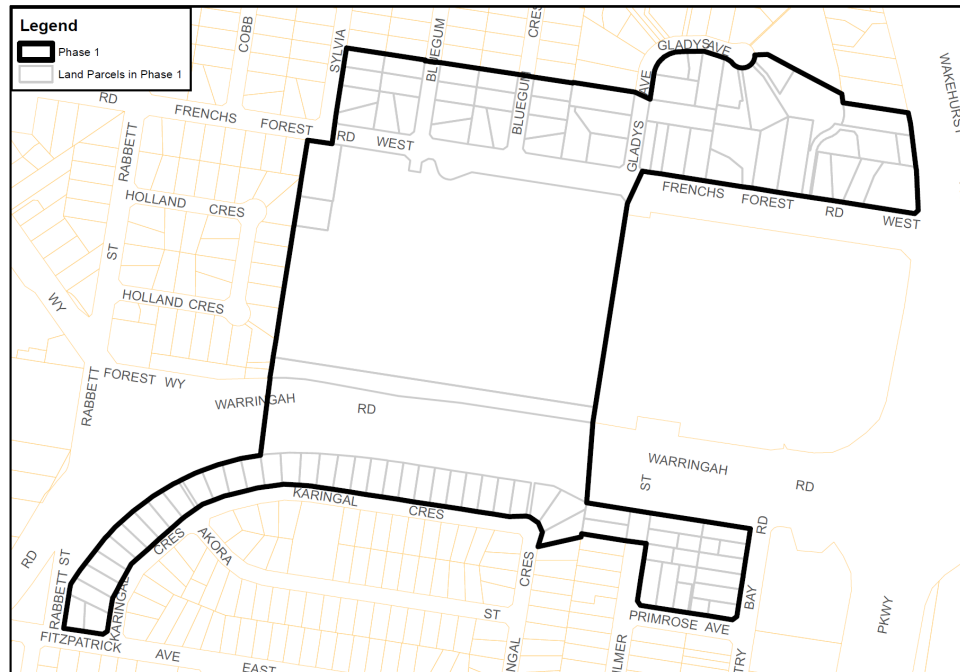 Legend
Phase 1
Land Parcels in Phase 1
COBB
SYLVIA
BLUEGUM
CRES
GLADYS AVE
WAKEHURST
RD
FRENCHS FOREST RD WEST
BLUEGUM
AVE
GLADYS
RABBETT
ST
HOLLAND CRES
FRENCHS FOREST RD WEST
HOLLAND CRES
WY
FOREST WY
RABBETT
WARRINGAH RD
WARRINGAH RD
ST
KARINGAL CRES
RD
BAY
TRY
CRES
AKORA
ST
RD
RABBETT ST
KARINGAL
CRES
NGAL
FITZPATRICK AVE EAST
PRIMROSE AVE
ILMER
PKWY